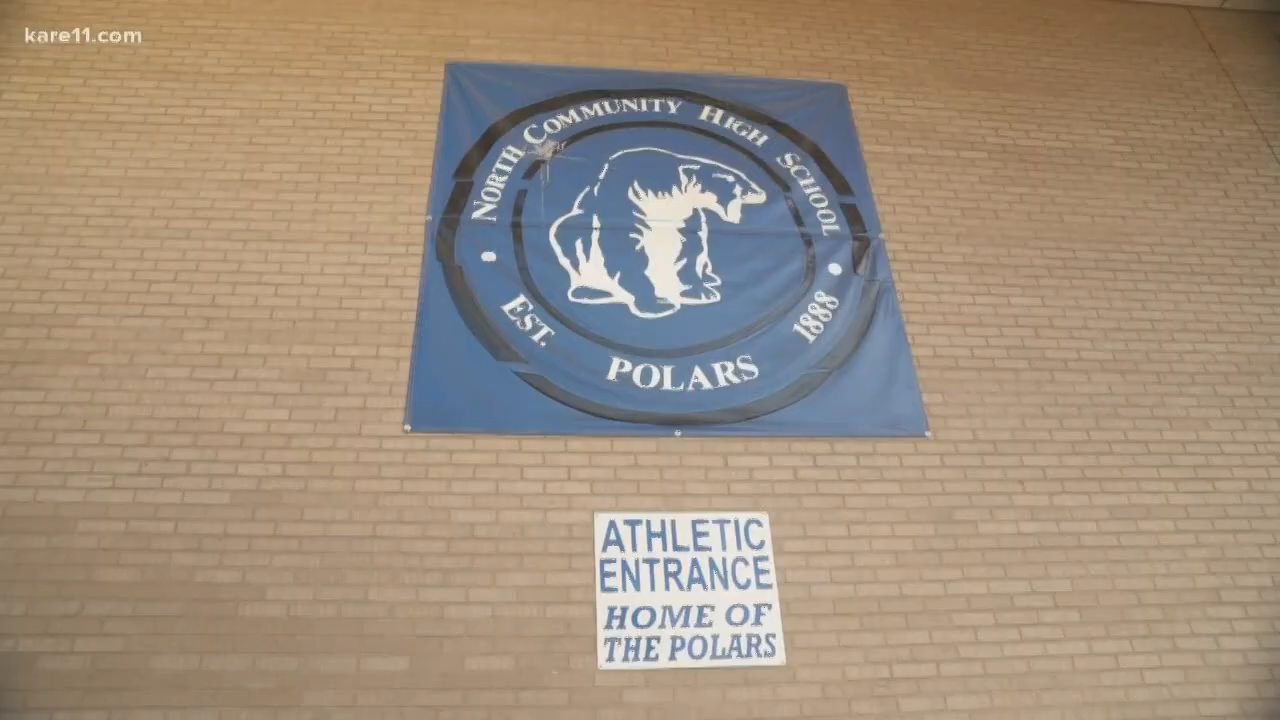 kare11.com
NORTH COMMUNITY HIGH SCHOOL
EST. POLARS 1888
ATHLETIC
ENTRANCE
HOME OF
THE POLARS